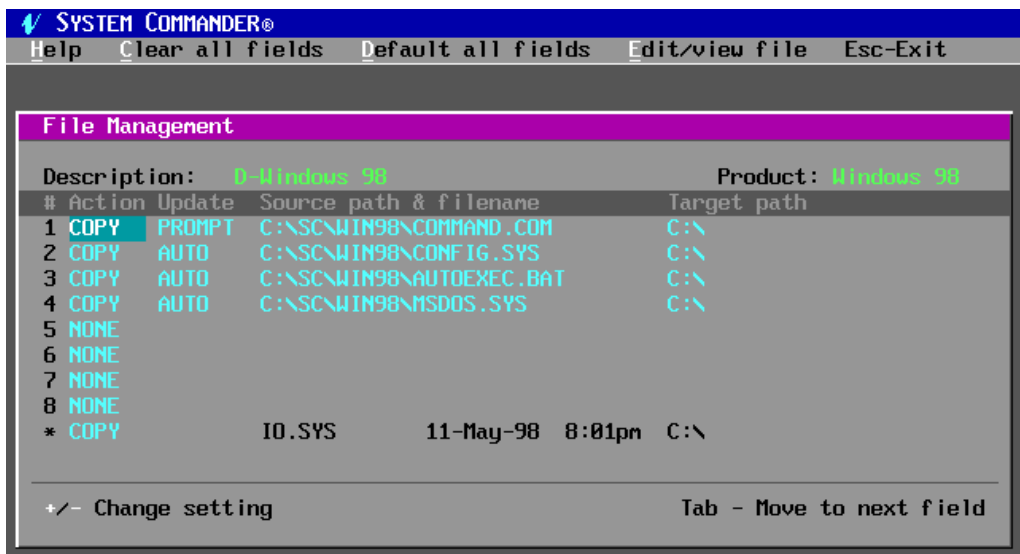 SYSTEM COMMANDER®
Help Clear all fields Default all fields Edit/view file Esc-Exit
File Management
Description: D-Windows 98 Product: Windows 98
# Action Update Source path & filename Target path
1 COPY PROMPT C:\SC\WIN98\COMMAND.COM C:\
2 COPY AUTO C:\SC\WIN98\CONFIG.SYS C:\
3 COPY AUTO C:\SC\WIN98\AUTOEXEC.BAT C:\
4 COPY AUTO C:\SC\WIN98\MSDOS.SYS C:\
5 NONE
6 NONE
7 NONE
8 NONE
* COPY IO.SYS 11-May-98 8:01pm C:\
+/- Change setting Tab - Move to next field